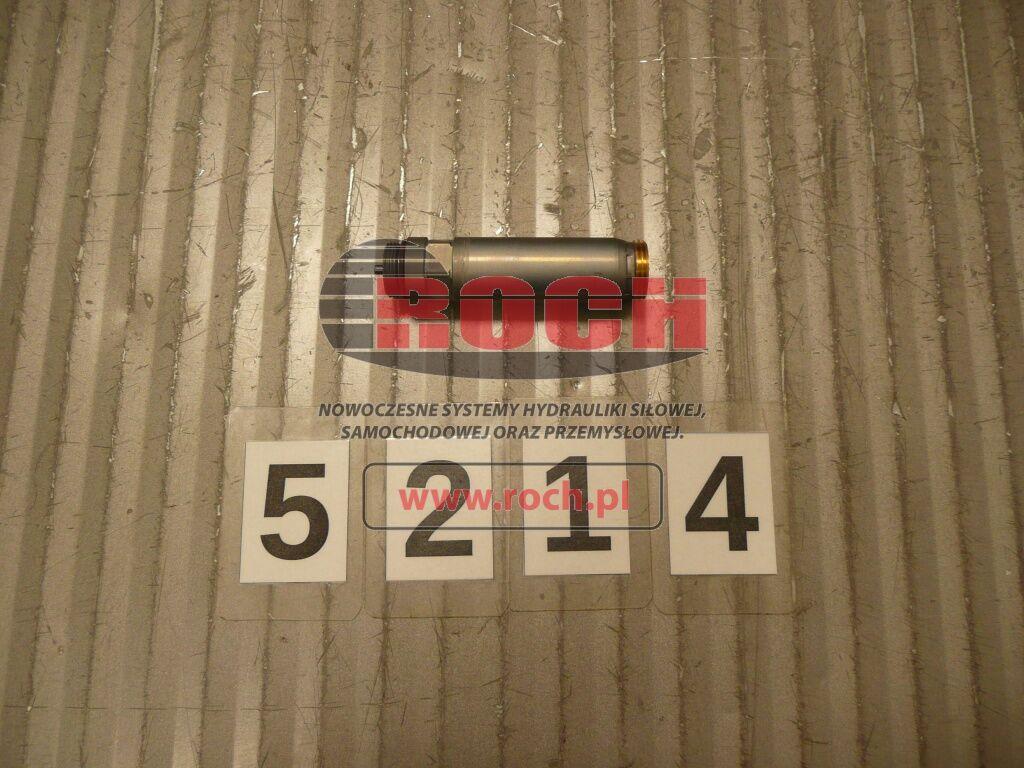 ROCH
NOWOCZESNE SYSTEMY HYDRAULIKI SIŁOWEJ,
SAMOCHODOWEJ ORAZ PRZEMYSŁOWEJ.
www.roch.pl
5 2 1 4